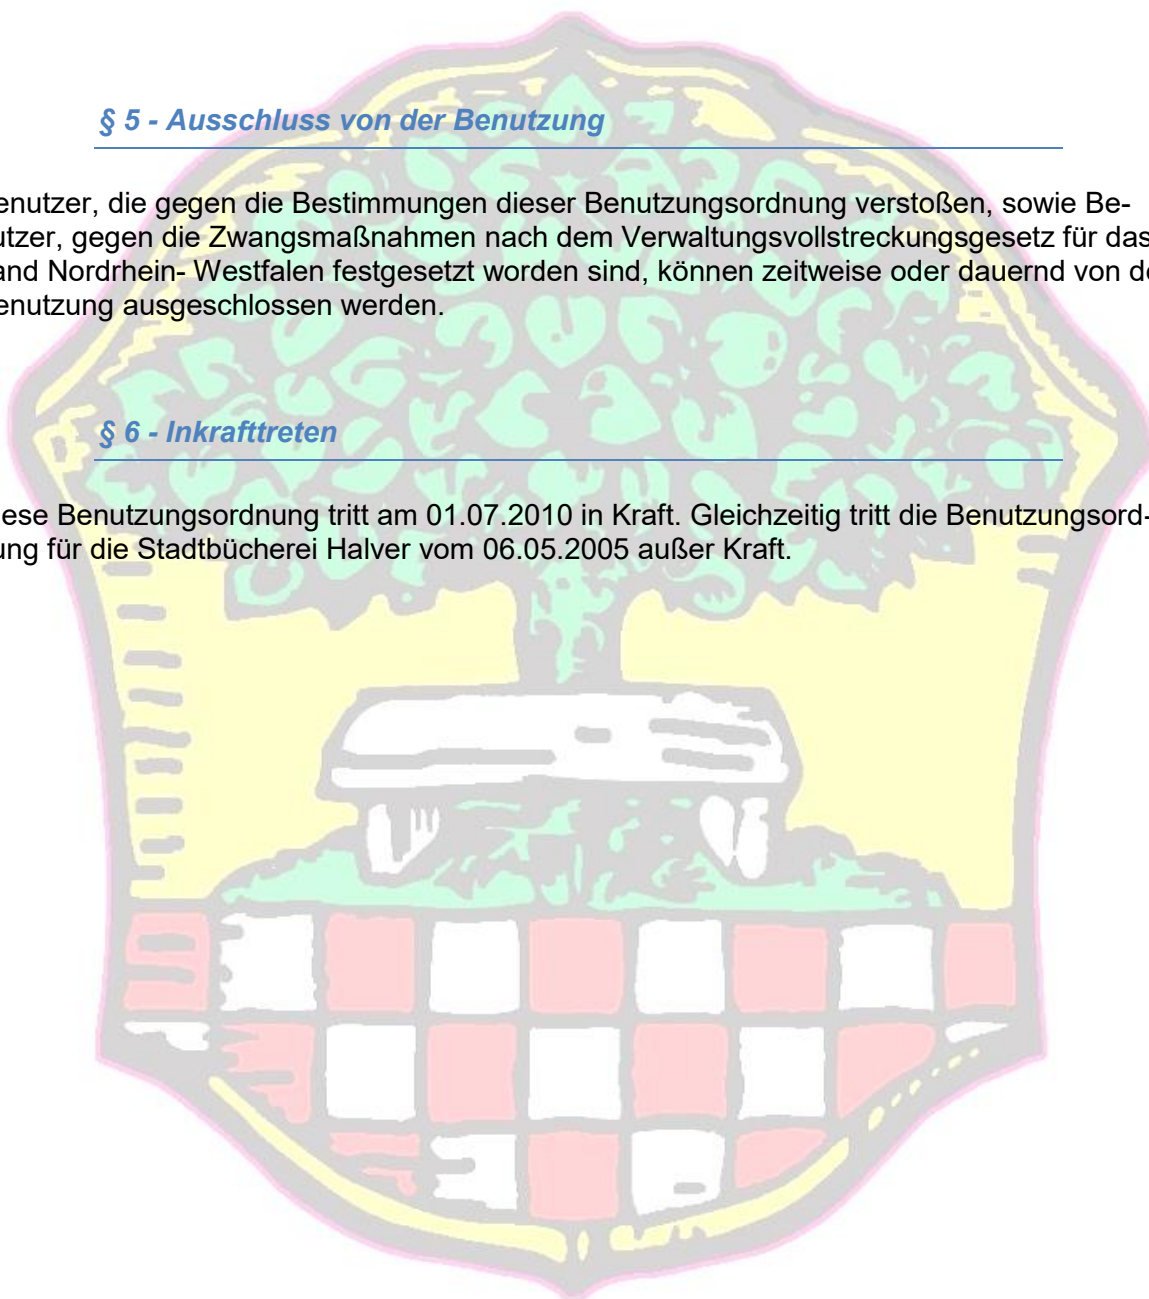 § 5 - Ausschluss von der Benutzung
enutzer, die gegen die Bestimmungen dieser Benutzungsordnung verstoßen, sowie Be-
utzer, gegen die Zwangsmaßnahmen nach dem Verwaltungsvollstreckungsgesetz für das
and Nordrhein- Westfalen festgesetzt worden sind, können zeitweise oder dauernd von de
enutzung ausgeschlossen werden.
§ 6 - Inkrafttreten
iese Benutzungsordnung tritt am 01.07.2010 in Kraft. Gleichzeitig tritt die Benutzungsord-
ung für die Stadtbücherei Halver vom 06.05.2005 außer Kraft.